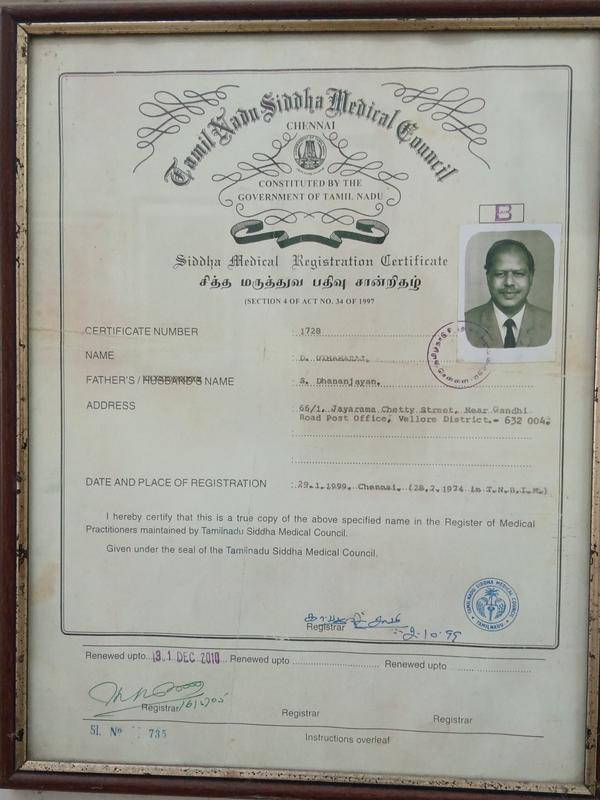 Tamil Nadu Siddha Medical Council
CHENNAI
CONSTITUTED BY THE
GOVERNMENT OF TAMIL NADU
B
Siddha Medical Registration Certificate
சித்த மருத்துவ பதிவு சான்றிதழ்
(SECTION 4 OF ACT NO. 34 OF 1997
CERTIFICATE NUMBER 1728
NAME D.
FATHER'S / HUSBAND'S NAME S. Dhananjayan.
ADDRESS 66/1, Jayarama Chetty Street, Near Gandhi
Road Post Office, Vellore District.- 632 004.
DATE AND PLACE OF REGISTRATION 29.1.1999. Chennai. (28.2.1974 in T.N.B.I.M.)
I hereby certify that this is a true copy of the above specified name in the Register of Medical
Practitioners maintained by Tamilnadu Siddha Medical Council.
Given under the seal of the Tamilnadu Siddha Medical Council.
TAMILNADU SIDDHA MEDICAL COUNCIL
TAMILNADU
Registrar
Renewed upto 31 DEC 2010 Renewed upto Renewed upto
Registrar Registrar Registrar
Sl. No 735
Instructions overleaf